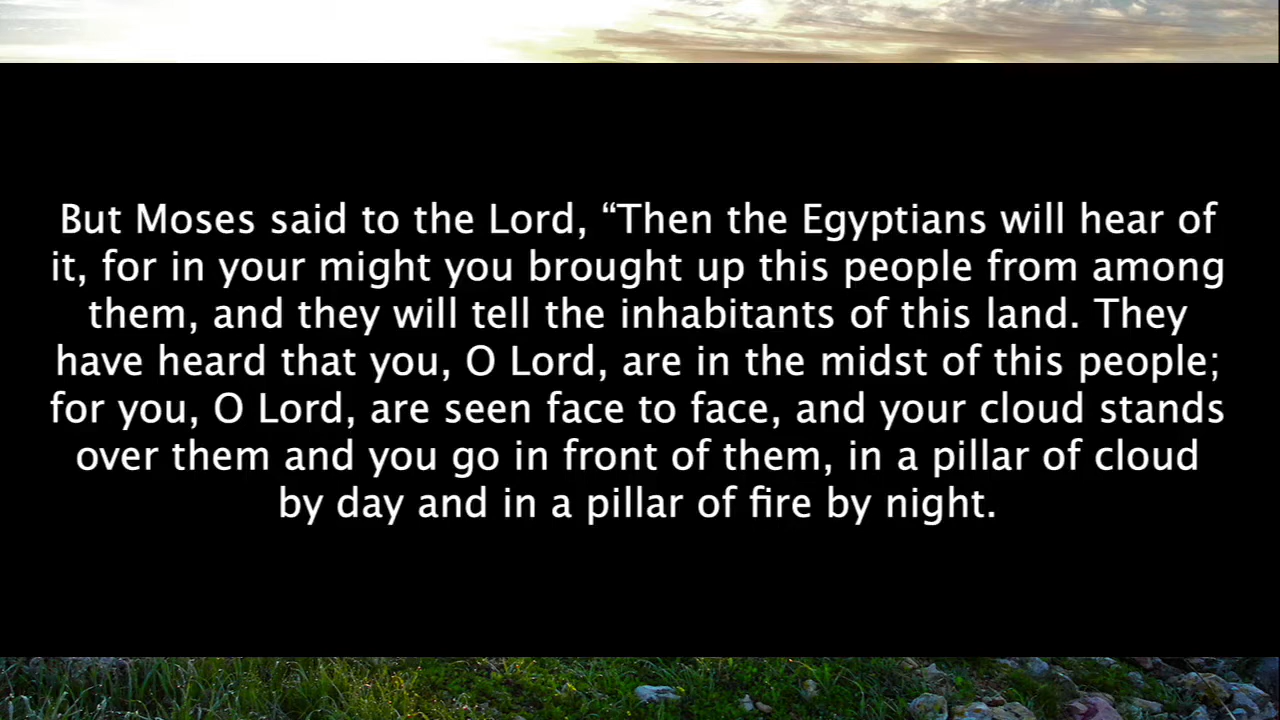 But Moses said to the Lord, “Then the Egyptians will hear of
it, for in your might you brought up this people from among
them, and they will tell the inhabitants of this land. They
have heard that you, O Lord, are in the midst of this people;
for you, O Lord, are seen face to face, and your cloud stands
over them and you go in front of them, in a pillar of cloud
by day and in a pillar of fire by night.